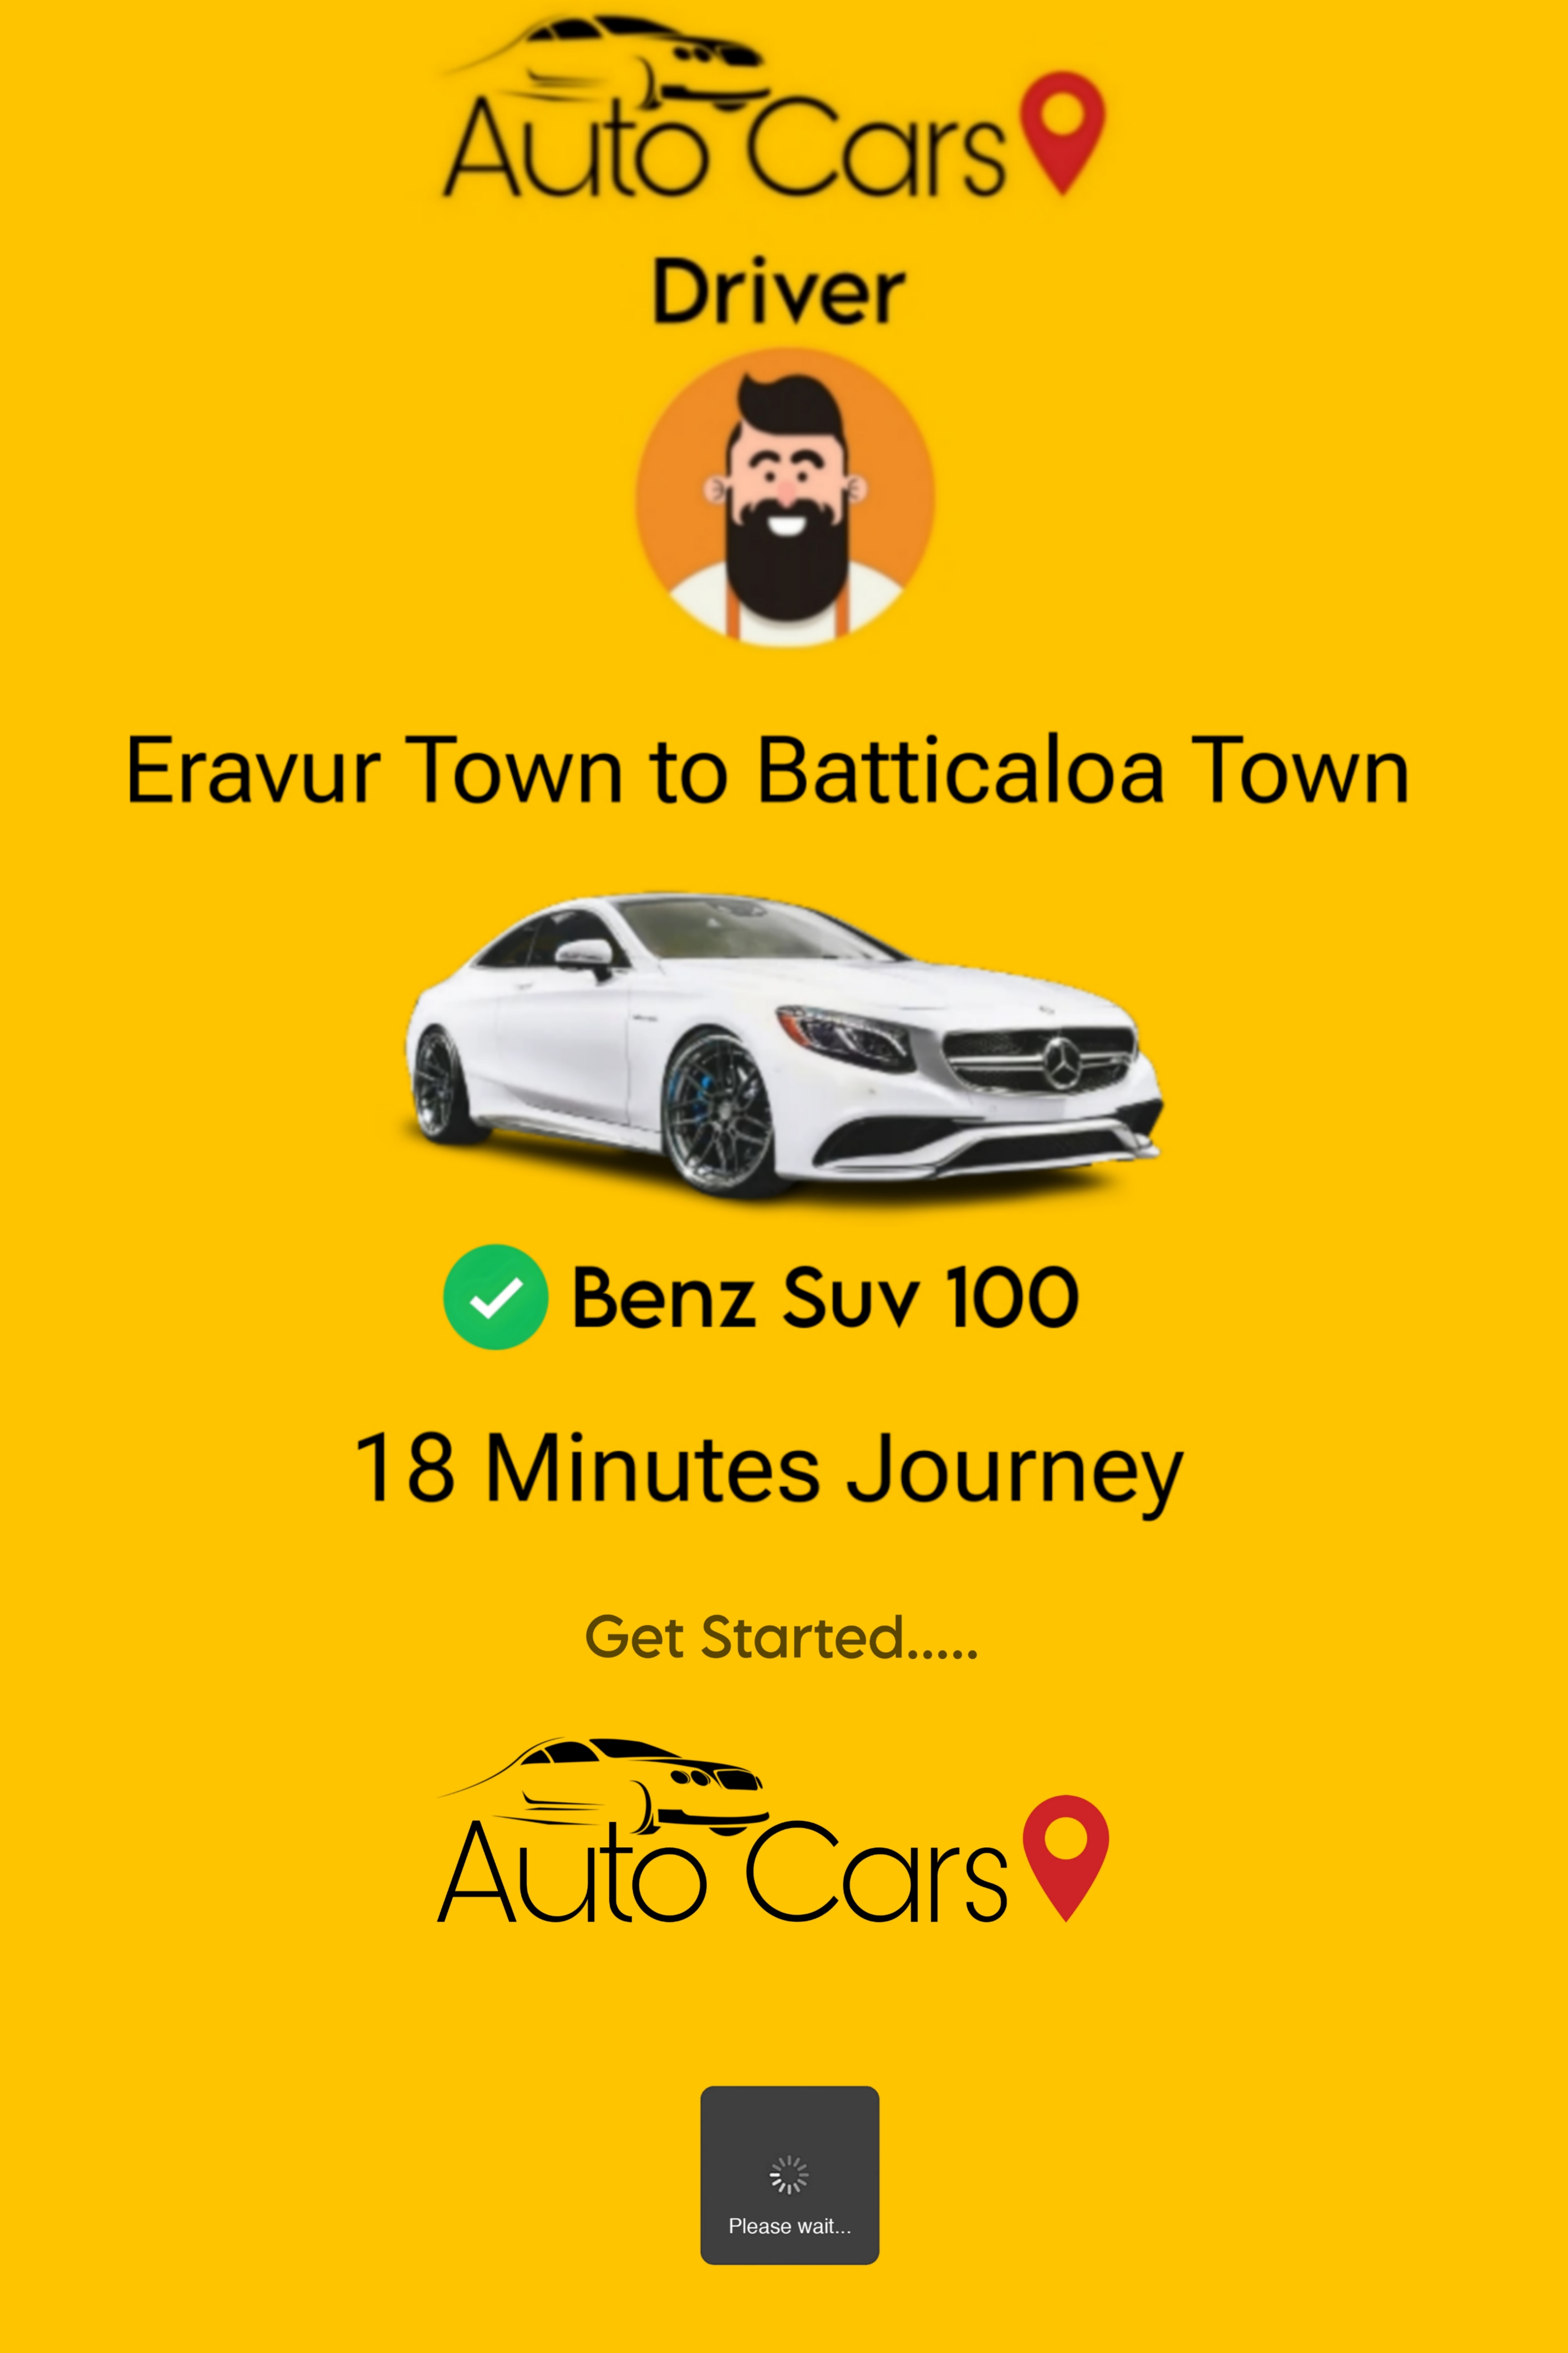 Auto Cars
Driver
Eravur Town to Batticaloa Town
Benz Suv 100
18 Minutes Journey
Get Started.....
Auto Cars
Please wait...